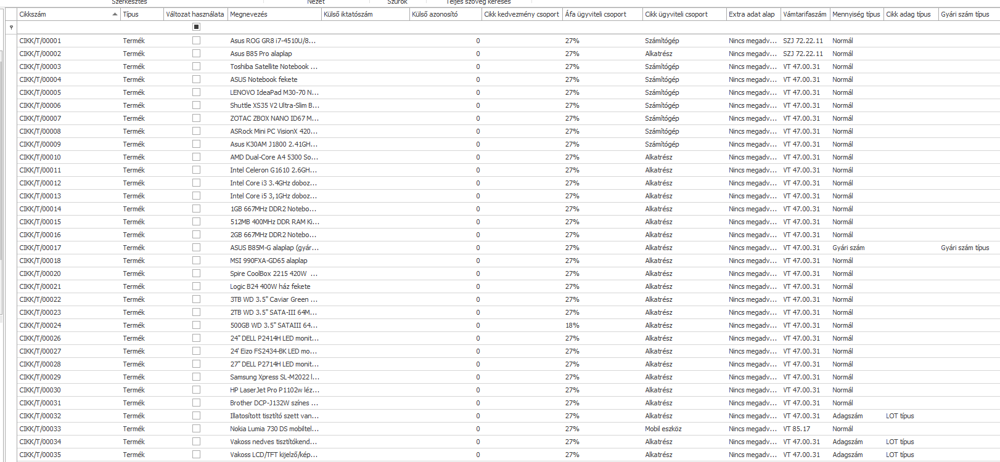 Szerkesztés Nézet Szűrők Teljes szöveg keresés
Cikkszám Típus Változat használata Megnevezés Külső iktatószám Külső azonosító Cikk kedvezmény csoport Áfa ügyviteli csoport Cikk ügyviteli csoport Extra adat alap Vámtarifaszám Mennyiség típus Cikk adag típus Gyári szám típus
CIKK/T/00001 Termék Asus ROG GR8 i7-4510U/8... 0 27% Számítógép Nincs megadv... SZJ 72.22.11 Normál
CIKK/T/00002 Termék Asus B85 Pro alaplap 0 27% Alkatrész Nincs megadv... SZJ 72.22.11 Normál
CIKK/T/00003 Termék Toshiba Satellite Notebook ... 0 27% Számítógép Nincs megadv... VT 47.00.31 Normál
CIKK/T/00004 Termék ASUS Notebook fekete 0 27% Számítógép Nincs megadv... VT 47.00.31 Normál
CIKK/T/00005 Termék LENOVO IdeaPad M30-70 N... 0 27% Számítógép Nincs megadv... VT 47.00.31 Normál
CIKK/T/00006 Termék Shuttle XS35 V2 Ultra-Slim B... 0 27% Számítógép Nincs megadv... VT 47.00.31 Normál
CIKK/T/00007 Termék ZOTAC ZBOX NANO ID67 M... 0 27% Számítógép Nincs megadv... VT 47.00.31 Normál
CIKK/T/00008 Termék ASRock Mini PC VisionX 420... 0 27% Számítógép Nincs megadv... VT 47.00.31 Normál
CIKK/T/00009 Termék Asus K30AM J1800 2.41GH... 0 27% Számítógép Nincs megadv... VT 47.00.31 Normál
CIKK/T/00010 Termék AMD Dual-Core A4 5300 So... 0 27% Alkatrész Nincs megadv... VT 47.00.31 Normál
CIKK/T/00011 Termék Intel Celeron G1610 2.6GH... 0 27% Alkatrész Nincs megadv... VT 47.00.31 Normál
CIKK/T/00012 Termék Intel Core i3 3.4GHz doboz... 0 27% Alkatrész Nincs megadv... VT 47.00.31 Normál
CIKK/T/00013 Termék Intel Core i5 3,1GHz doboz... 0 27% Alkatrész Nincs megadv... VT 47.00.31 Normál
CIKK/T/00014 Termék 1GB 667MHz DDR2 Notebo... 0 27% Alkatrész Nincs megadv... VT 47.00.31 Normál
CIKK/T/00015 Termék 512MB 400MHz DDR RAM Ki... 0 27% Alkatrész Nincs megadv... VT 47.00.31 Normál
CIKK/T/00016 Termék 2GB 667MHz DDR2 Notebo... 0 27% Alkatrész Nincs megadv... VT 47.00.31 Normál
CIKK/T/00017 Termék ASUS B85M-G alaplap (gyár... 0 27% Alkatrész Nincs megadv... VT 47.00.31 Gyári szám Gyári szám típus
CIKK/T/00018 Termék MSI 990FXA-GD65 alaplap 0 27% Alkatrész Nincs megadv... VT 47.00.31 Normál
CIKK/T/00020 Termék Spire CoolBox 2215 420W ... 0 27% Alkatrész Nincs megadv... VT 47.00.31 Normál
CIKK/T/00021 Termék Logic B24 400W ház fekete 0 27% Alkatrész Nincs megadv... VT 47.00.31 Normál
CIKK/T/00022 Termék 3TB WD 3.5" Caviar Green ... 0 27% Alkatrész Nincs megadv... VT 47.00.31 Normál
CIKK/T/00023 Termék 2TB WD 3.5" SATA-III 64M... 0 27% Alkatrész Nincs megadv... VT 47.00.31 Normál
CIKK/T/00024 Termék 500GB WD 3.5" SATAIII 64... 0 18% Alkatrész Nincs megadv... VT 47.00.31 Normál
CIKK/T/00026 Termék 24" DELL P2414H LED monit... 0 27% Alkatrész Nincs megadv... VT 47.00.31 Normál
CIKK/T/00027 Termék 24' Eizo FS2434-BK LED mo... 0 27% Alkatrész Nincs megadv... VT 47.00.31 Normál
CIKK/T/00028 Termék 27" DELL P2714H LED monit... 0 27% Alkatrész Nincs megadv... VT 47.00.31 Normál
CIKK/T/00029 Termék Samsung Xpress SL-M2022 l... 0 27% Alkatrész Nincs megadv... VT 47.00.31 Normál
CIKK/T/00030 Termék HP LaserJet Pro P1102w léz... 0 27% Alkatrész Nincs megadv... VT 47.00.31 Normál
CIKK/T/00031 Termék Brother DCP-J132W színes ... 0 27% Alkatrész Nincs megadv... VT 47.00.31 Normál
CIKK/T/00032 Termék Illatosított tisztító szett van... 0 27% Alkatrész Nincs megadv... VT 47.00.31 Adagszám LOT típus
CIKK/T/00033 Termék Nokia Lumia 730 DS mobiltel... 0 27% Mobil eszköz Nincs megadv... VT 85.17 Normál
CIKK/T/00034 Termék Vakoss nedves tisztítókend... 0 27% Alkatrész Nincs megadv... VT 47.00.31 Adagszám LOT típus
CIKK/T/00035 Termék Vakoss LCD/TFT kijelző/kép... 0 27% Alkatrész Nincs megadv... VT 47.00.31 Adagszám LOT típus